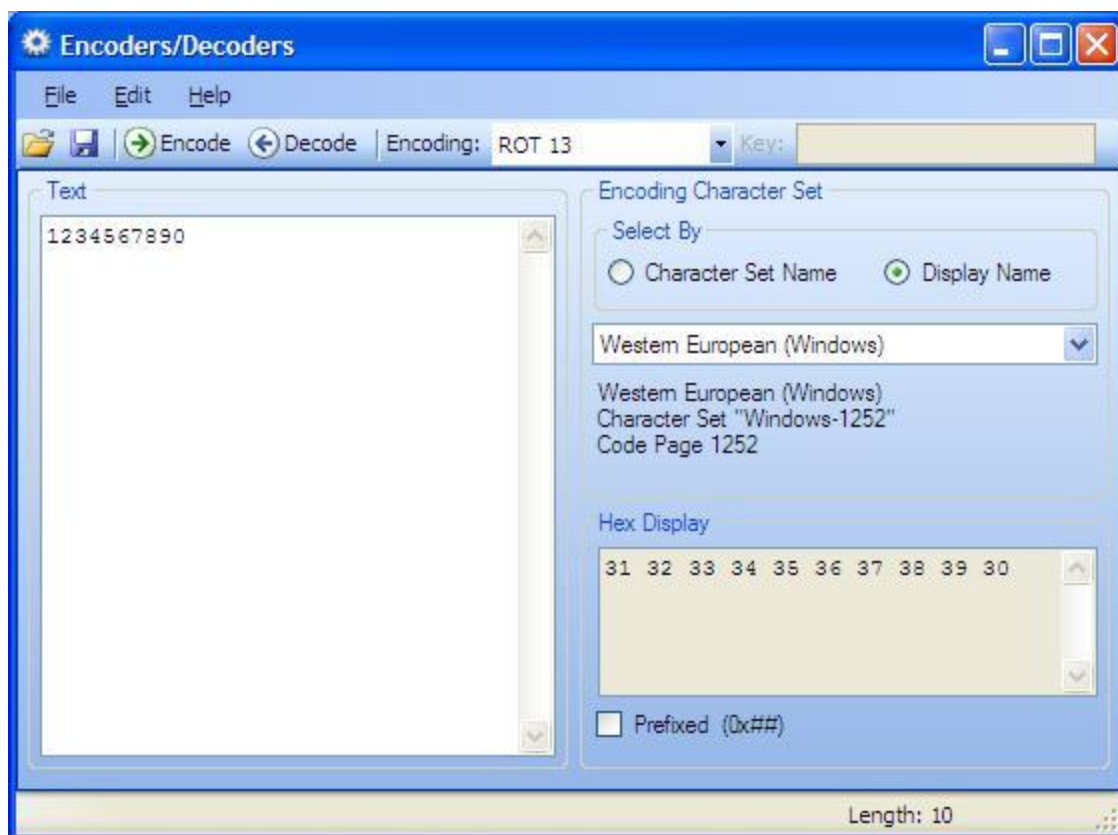 Encoders/Decoders
File Edit Help
Encode Decode Encoding: ROT 13 Key:
Text
1234567890
Encoding Character Set
Select By
Character Set Name Display Name
Western European (Windows)
Western European (Windows)
Character Set "Windows-1252"
Code Page 1252
Hex Display
31 32 33 34 35 36 37 38 39 30
Prefixed (0x##)
Length: 10